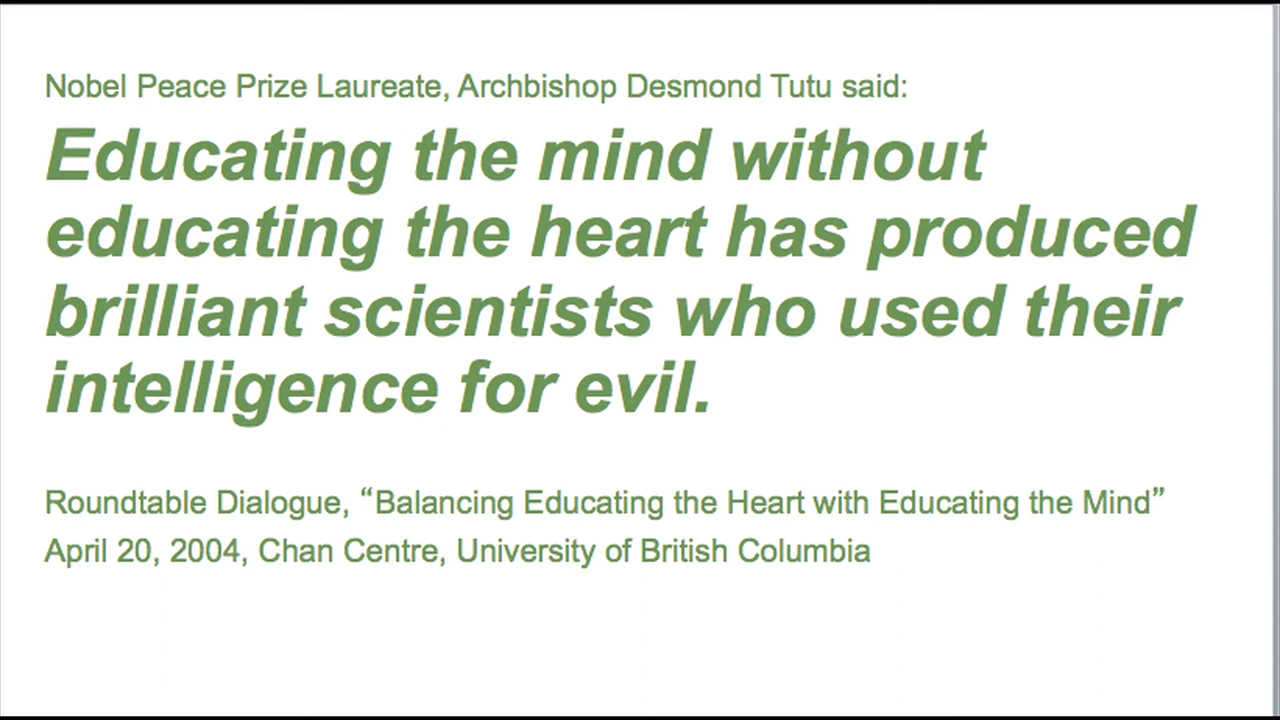 Nobel Peace Prize Laureate, Archbishop Desmond Tutu said:
Educating the mind without
educating the heart has produced
brilliant scientists who used their
intelligence for evil.
Roundtable Dialogue, “Balancing Educating the Heart with Educating the Mind”
April 20, 2004, Chan Centre, University of British Columbia